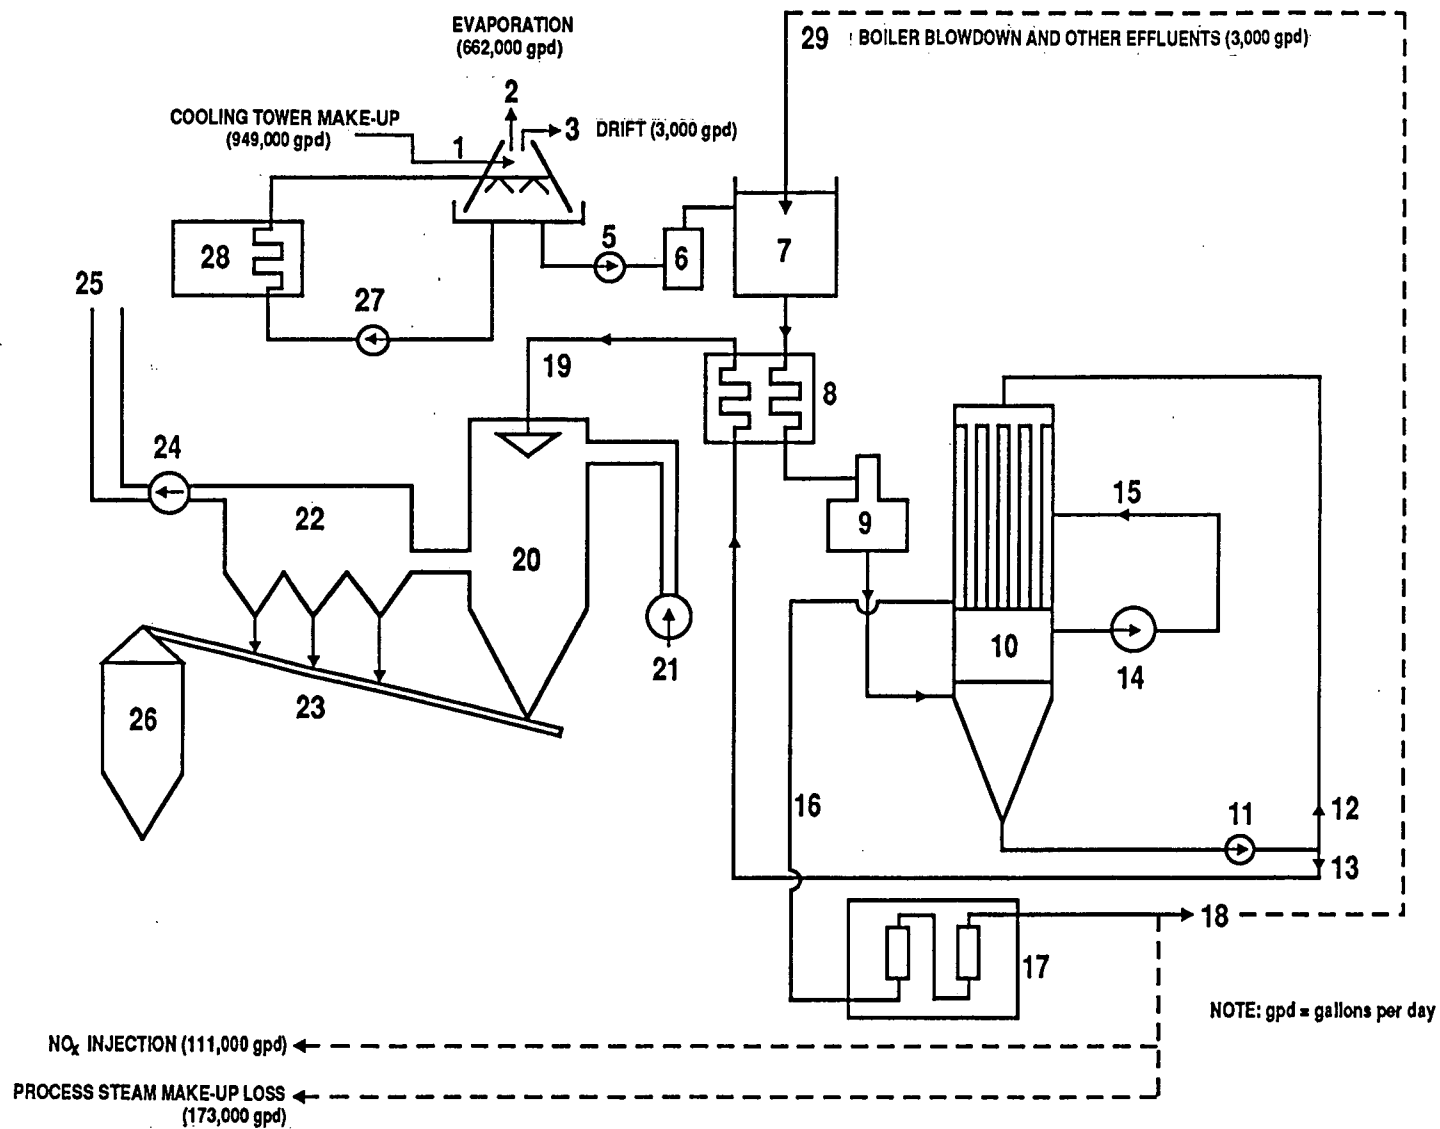 EVAPORATION
(662,000 gpd)
29 BOILER BLOWDOWN AND OTHER EFFLUENTS (3,000 gpd)
2
COOLING TOWER MAKE-UP
(949,000 gpd)
1
3 DRIFT (3,000 gpd)
5
6
7
28
25
27
19
8
24
15
22
9
20
10
21
14
23
26
16
11
12
13
18
17
NOTE: gpd = gallons per day
NOx INJECTION (111,000 gpd)
PROCESS STEAM MAKE-UP LOSS
(173,000 gpd)